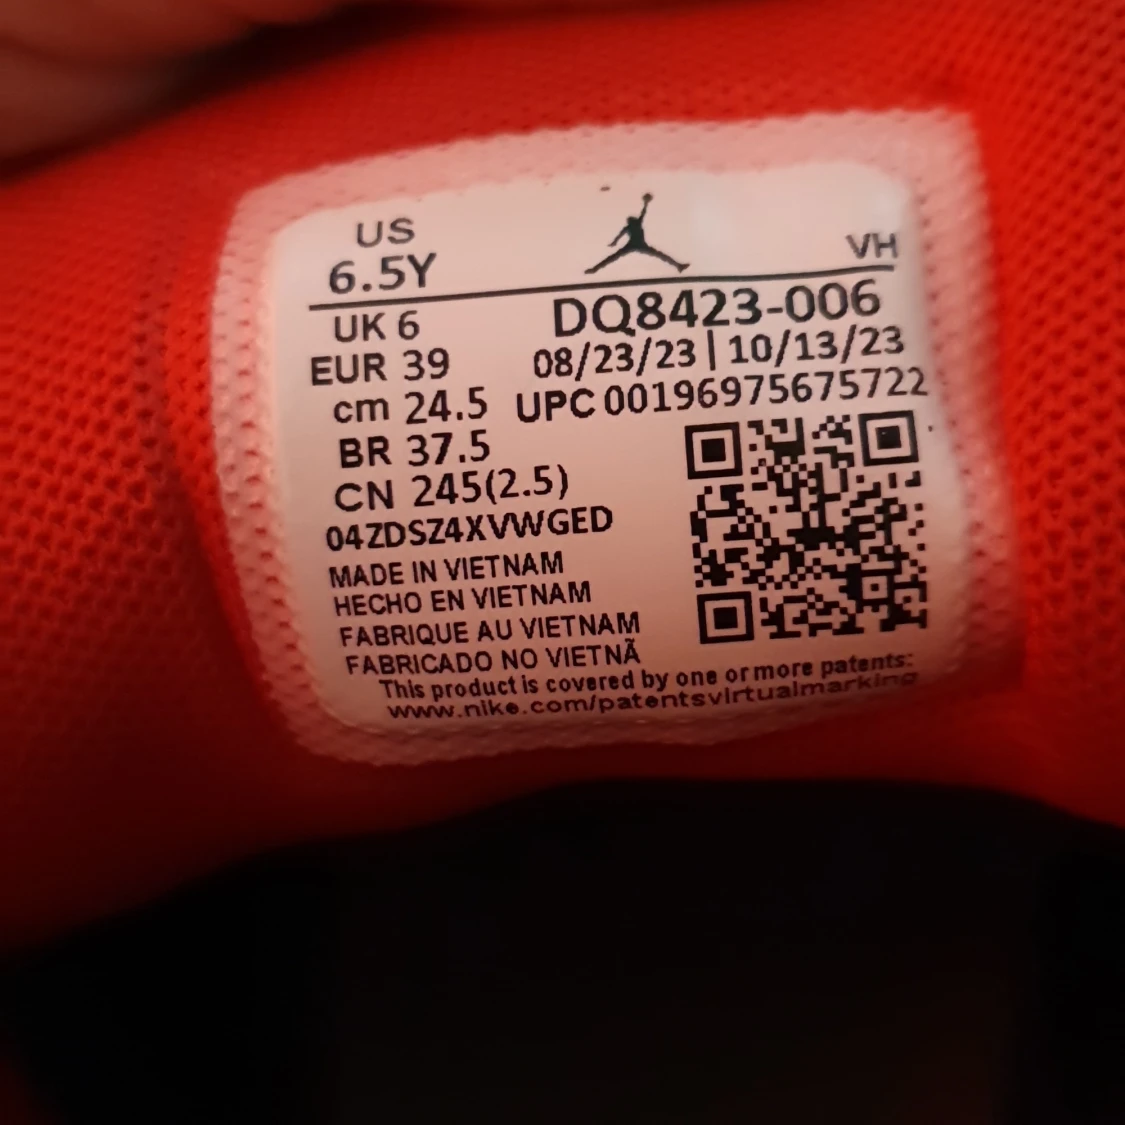 US
6.5Y
VH
UK 6
DQ8423-006
EUR 39
08/23/23 | 10/13/23
cm 24.5
UPC 00196975675722
BR 37.5
CN 245(2.5)
04ZDSZ4XVWGED
MADE IN VIETNAM
HECHO EN VIETNAM
FABRIQUE AU VIETNAM
FABRICADO NO VIETNÃ
This product is covered by one or more patents:
www.nike.com/patentsvirtualmarking